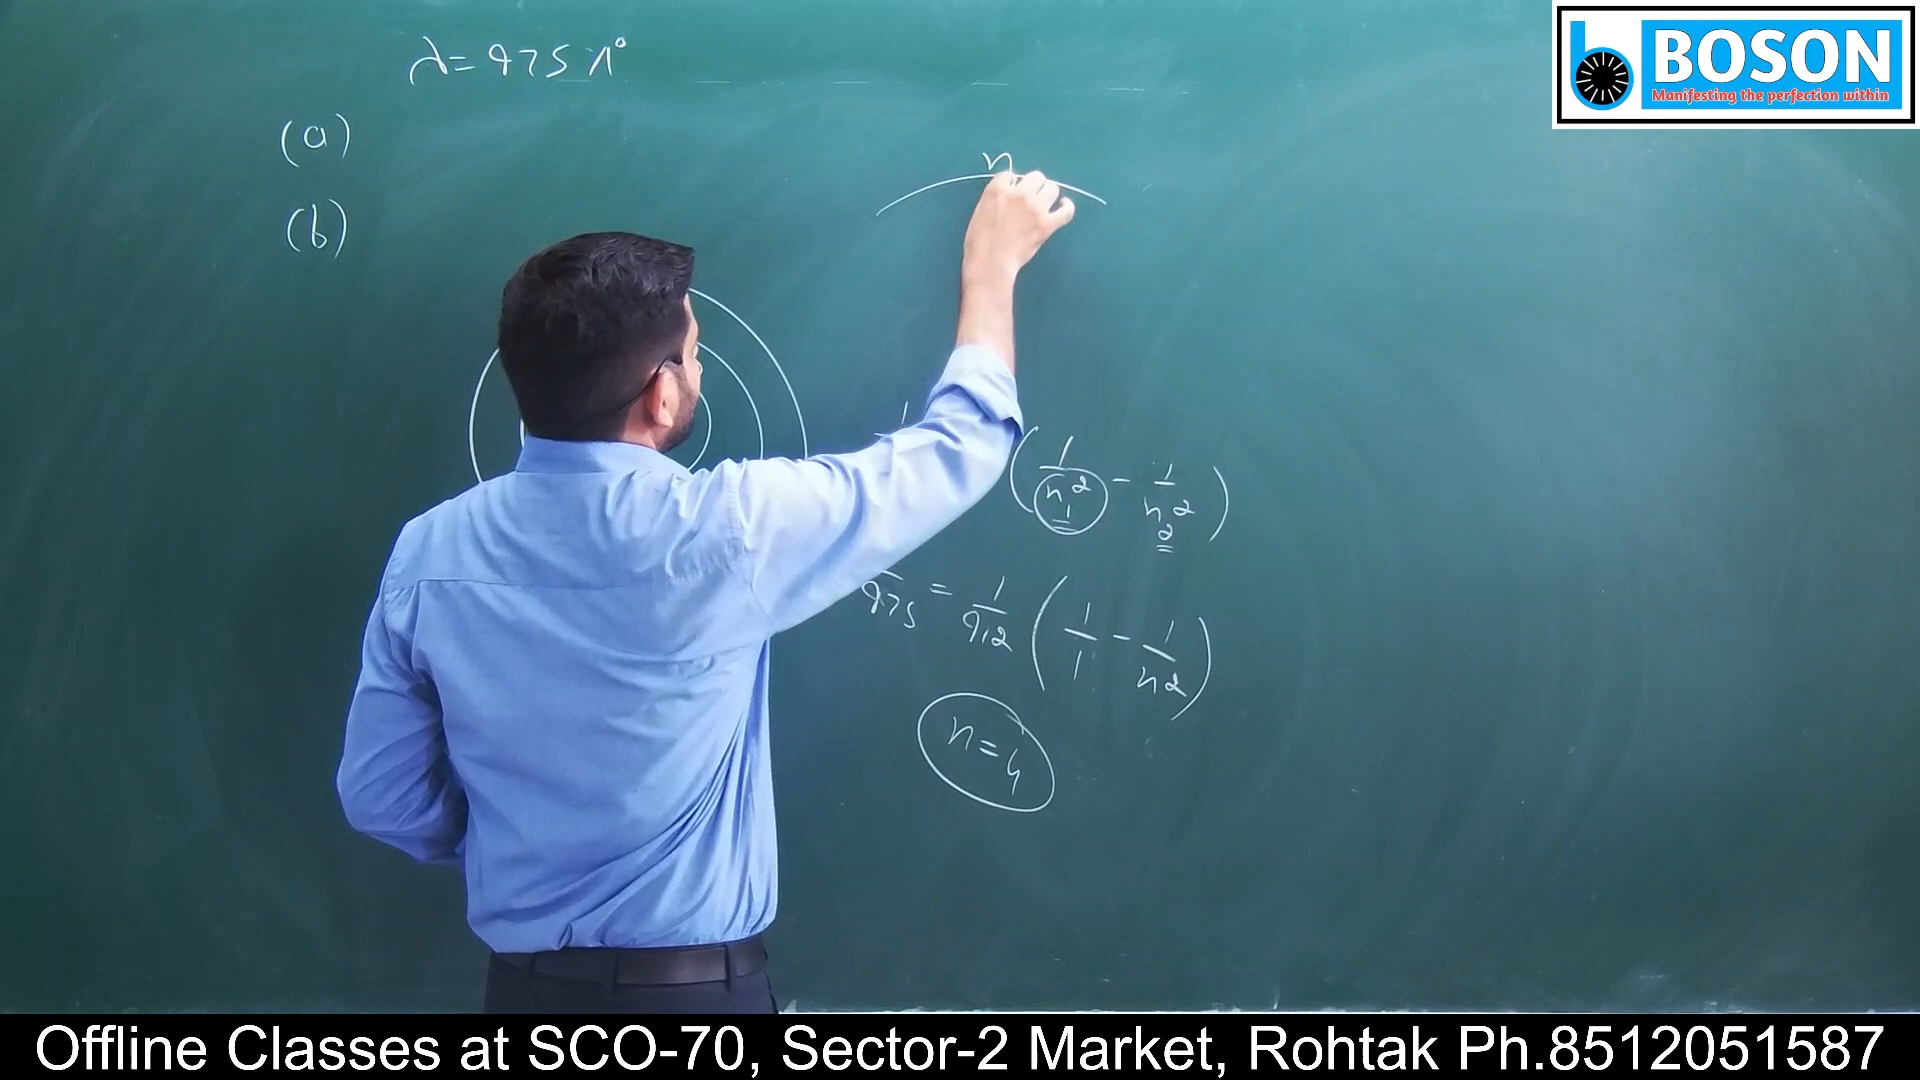 BOSON
Manifesting the perfection within
λ = 975 A°
(a)
(b)
n
1
( 1/n₁² - 1/n₂² )
975 = 1/912 ( 1/1 - 1/n2 )
n = 4
Offline Classes at SCO-70, Sector-2 Market, Rohtak Ph.8512051587